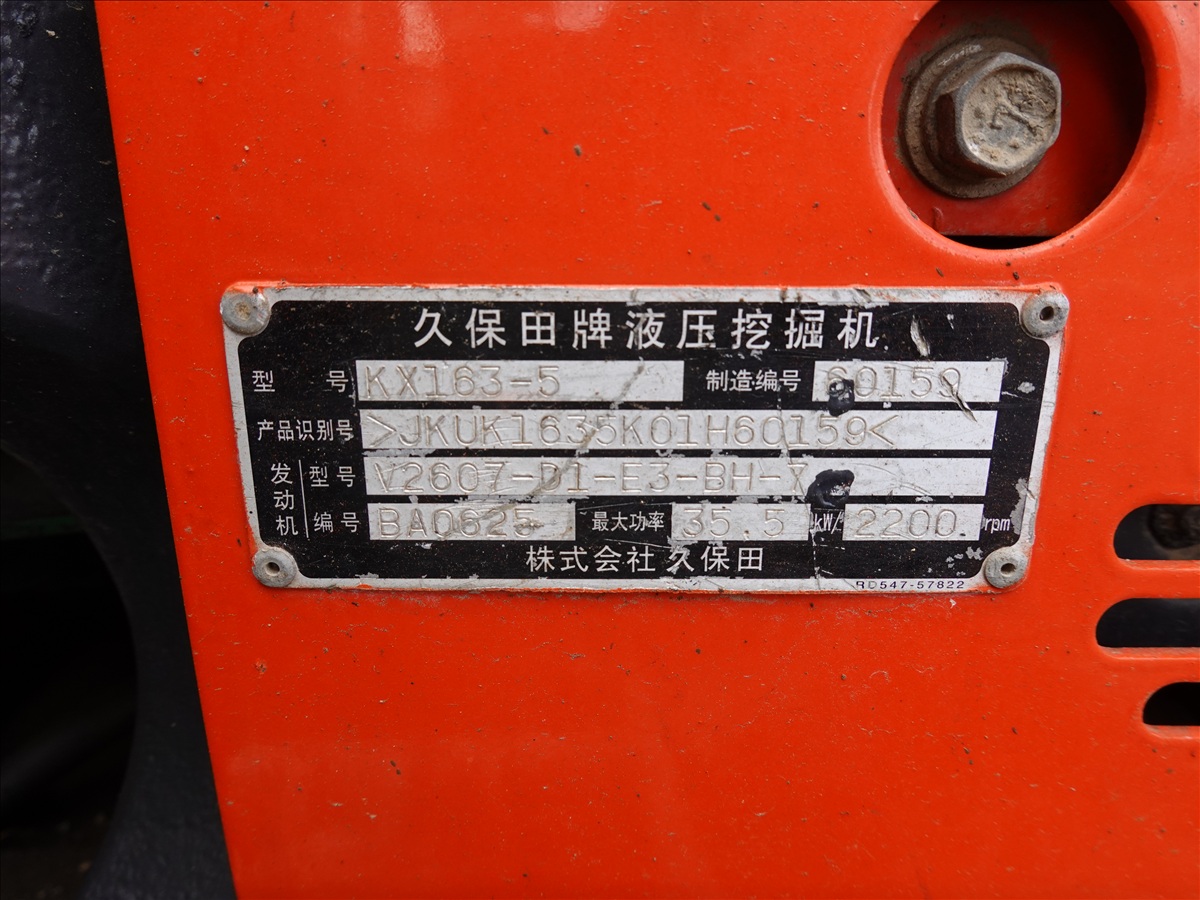 久保田牌液压挖掘机
型 号 KX163-5 制造编号 60159
产品识别号 >JKUK1635K01H60159<
发动机 型号 V2607-D1-E3-BH-7
编号 BA0625 最大功率 35.5 kW/ 2200 rpm
株式会社久保田
RD547-57822